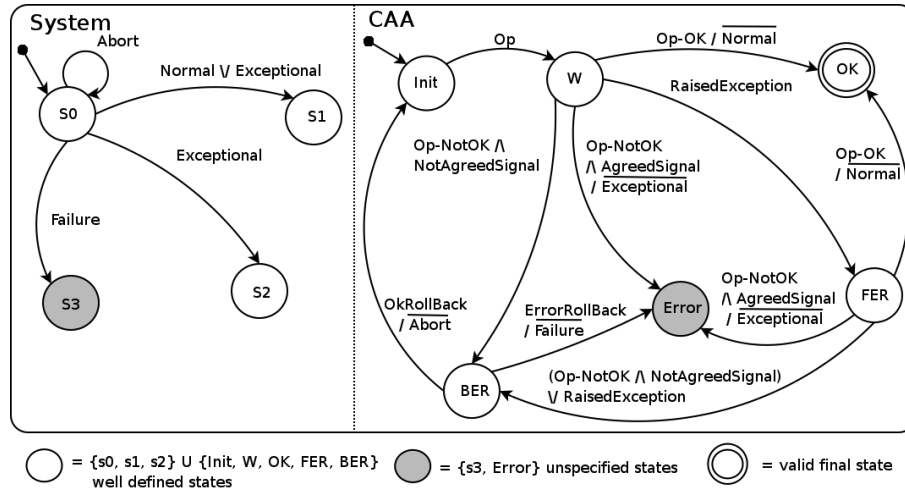 System
CAA
Abort
Normal \/ Exceptional
S0
S1
Exceptional
Failure
S3
S2
Op
Op-OK / Normal
Init
W
OK
RaisedException
Op-NotOK /\
NotAgreedSignal
Op-NotOK
/\ AgreedSignal
/ Exceptional
Op-OK
/ Normal
OkRollBack
/ Abort
ErrorRollBack
/ Failure
Error
Op-NotOK
/\ AgreedSignal
/ Exceptional
FER
BER
(Op-NotOK /\ NotAgreedSignal)
\/ RaisedException
= {s0, s1, s2} U {Init, W, OK, FER, BER}
well defined states
= {s3, Error} unspecified states
= valid final state